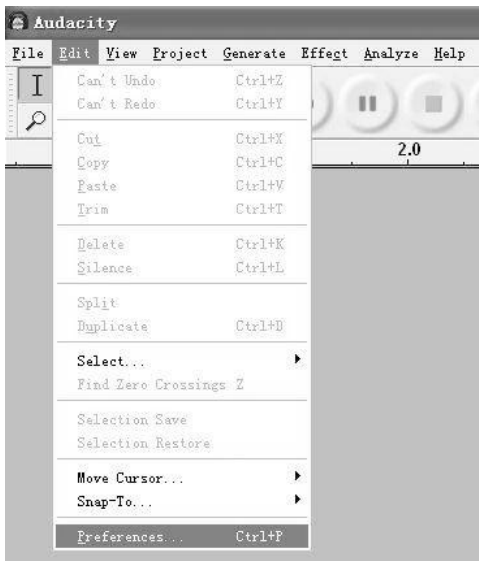 Audacity
File Edit View Project Generate Effect Analyze Help
Can't Undo Ctrl+Z
Can't Redo Ctrl+Y
2.0
Cut Ctrl+X
Copy Ctrl+C
Paste Ctrl+V
Trim Ctrl+T
Delete Ctrl+K
Silence Ctrl+L
Split
Duplicate Ctrl+D
Select...
Find Zero Crossings Z
Selection Save
Selection Restore
Move Cursor...
Snap-To...
Preferences... Ctrl+P